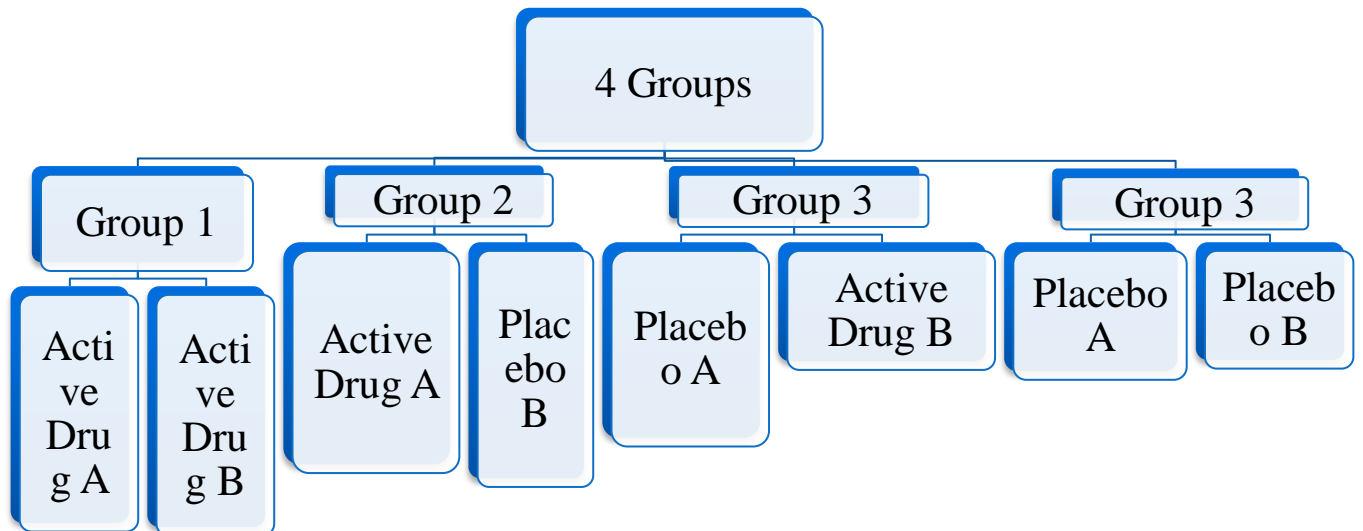 4 Groups
Group 1
Acti
ve
Dru
g A
Acti
ve
Dru
g B
Group 2
Active
Drug A
Plac
ebo
B
Group 3
Placeb
o A
Active
Drug B
Group 3
Placebo
A
Placeb
o B